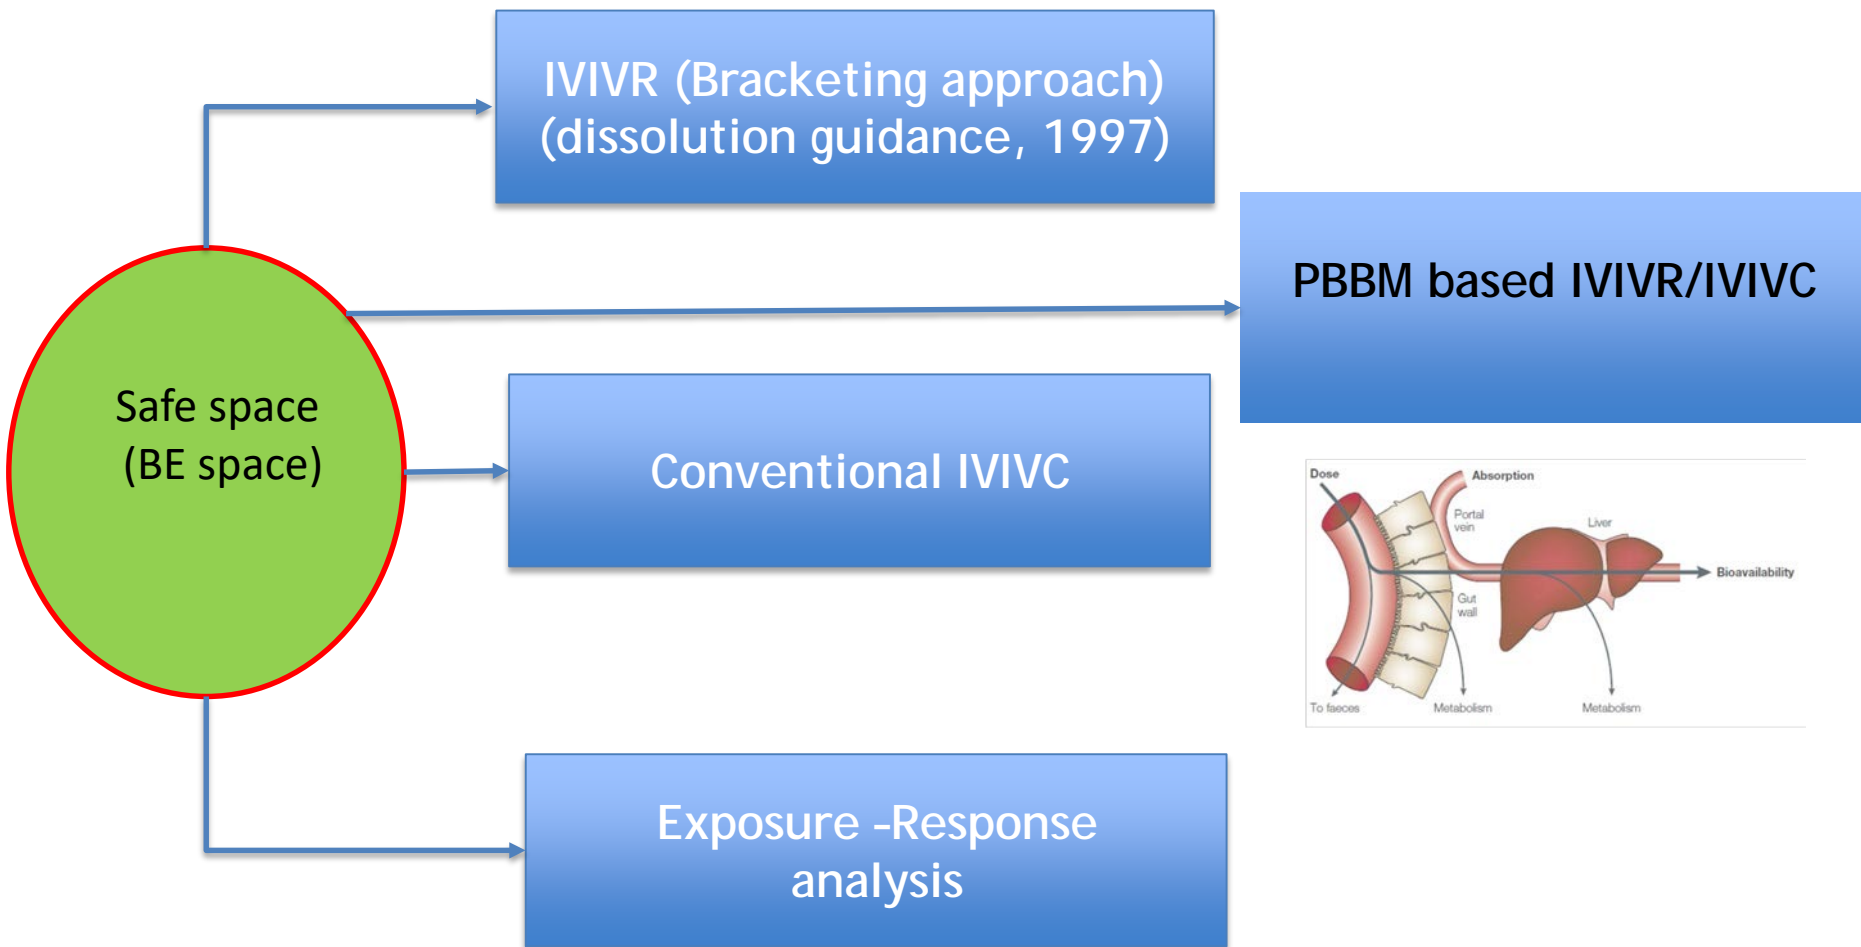 IVIVR (Bracketing approach)
(dissolution guidance, 1997)
PBBM based IVIVR/IVIVC
Safe space
(BE space)
Conventional IVIVC
Dose
Absorption
Portal
vein
Liver
Bioavailability
Gut
wall
To faeces
Metabolism
Metabolism
Exposure -Response
analysis